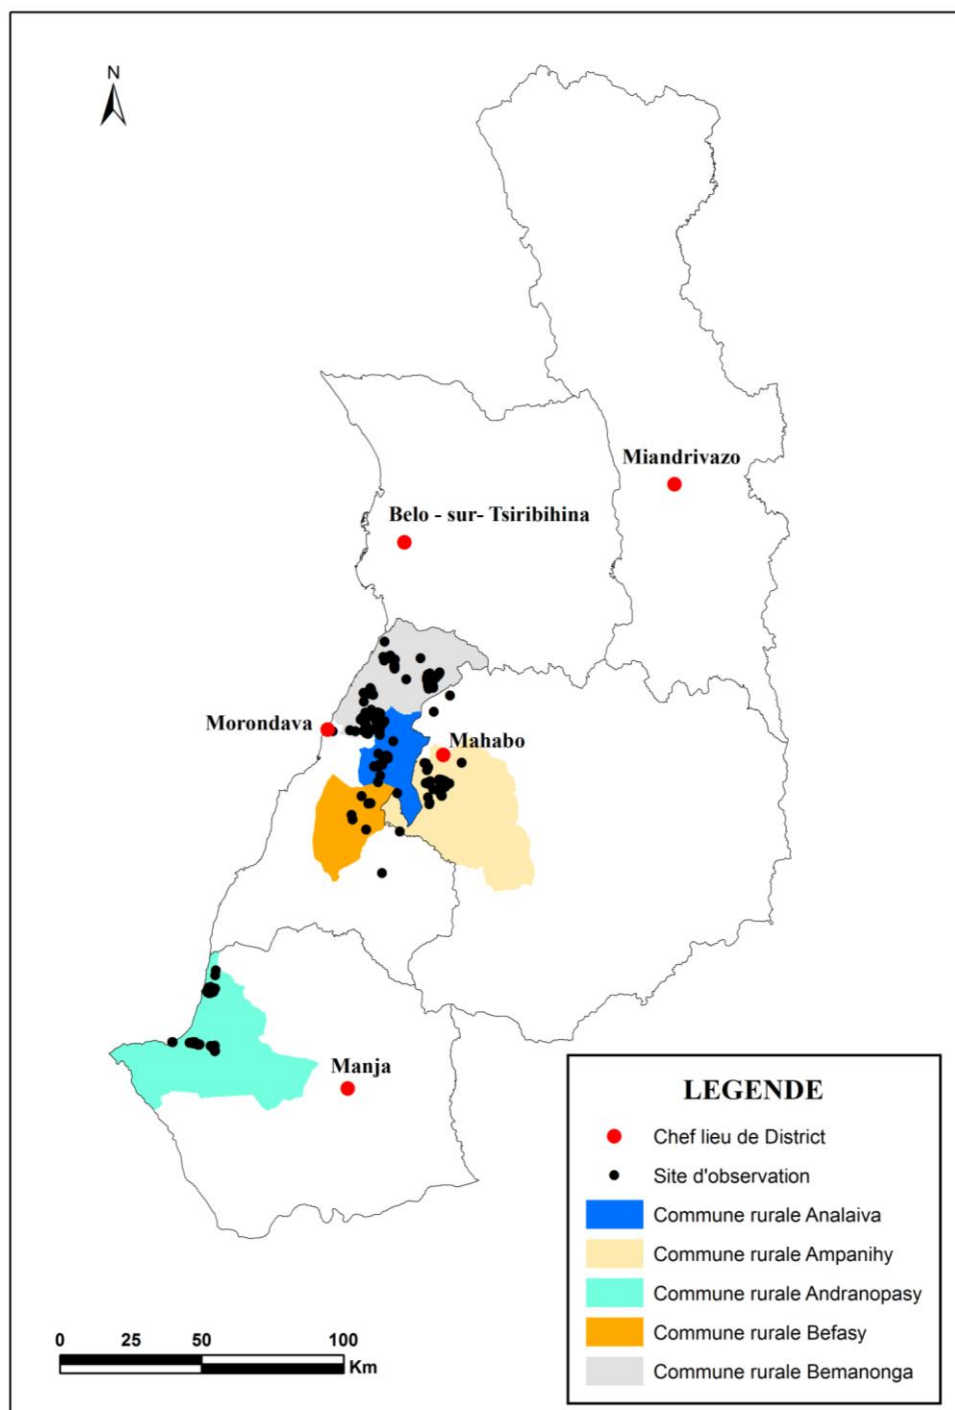 N
Miandrivazo
Belo - sur- Tsiribihina
Morondava
Mahabo
Manja
LEGENDE
Chef lieu de District
Site d'observation
Commune rurale Analaiva
Commune rurale Ampanihy
Commune rurale Andranopasy
Commune rurale Befasy
Commune rurale Bemanonga
0 25 50 100
Km